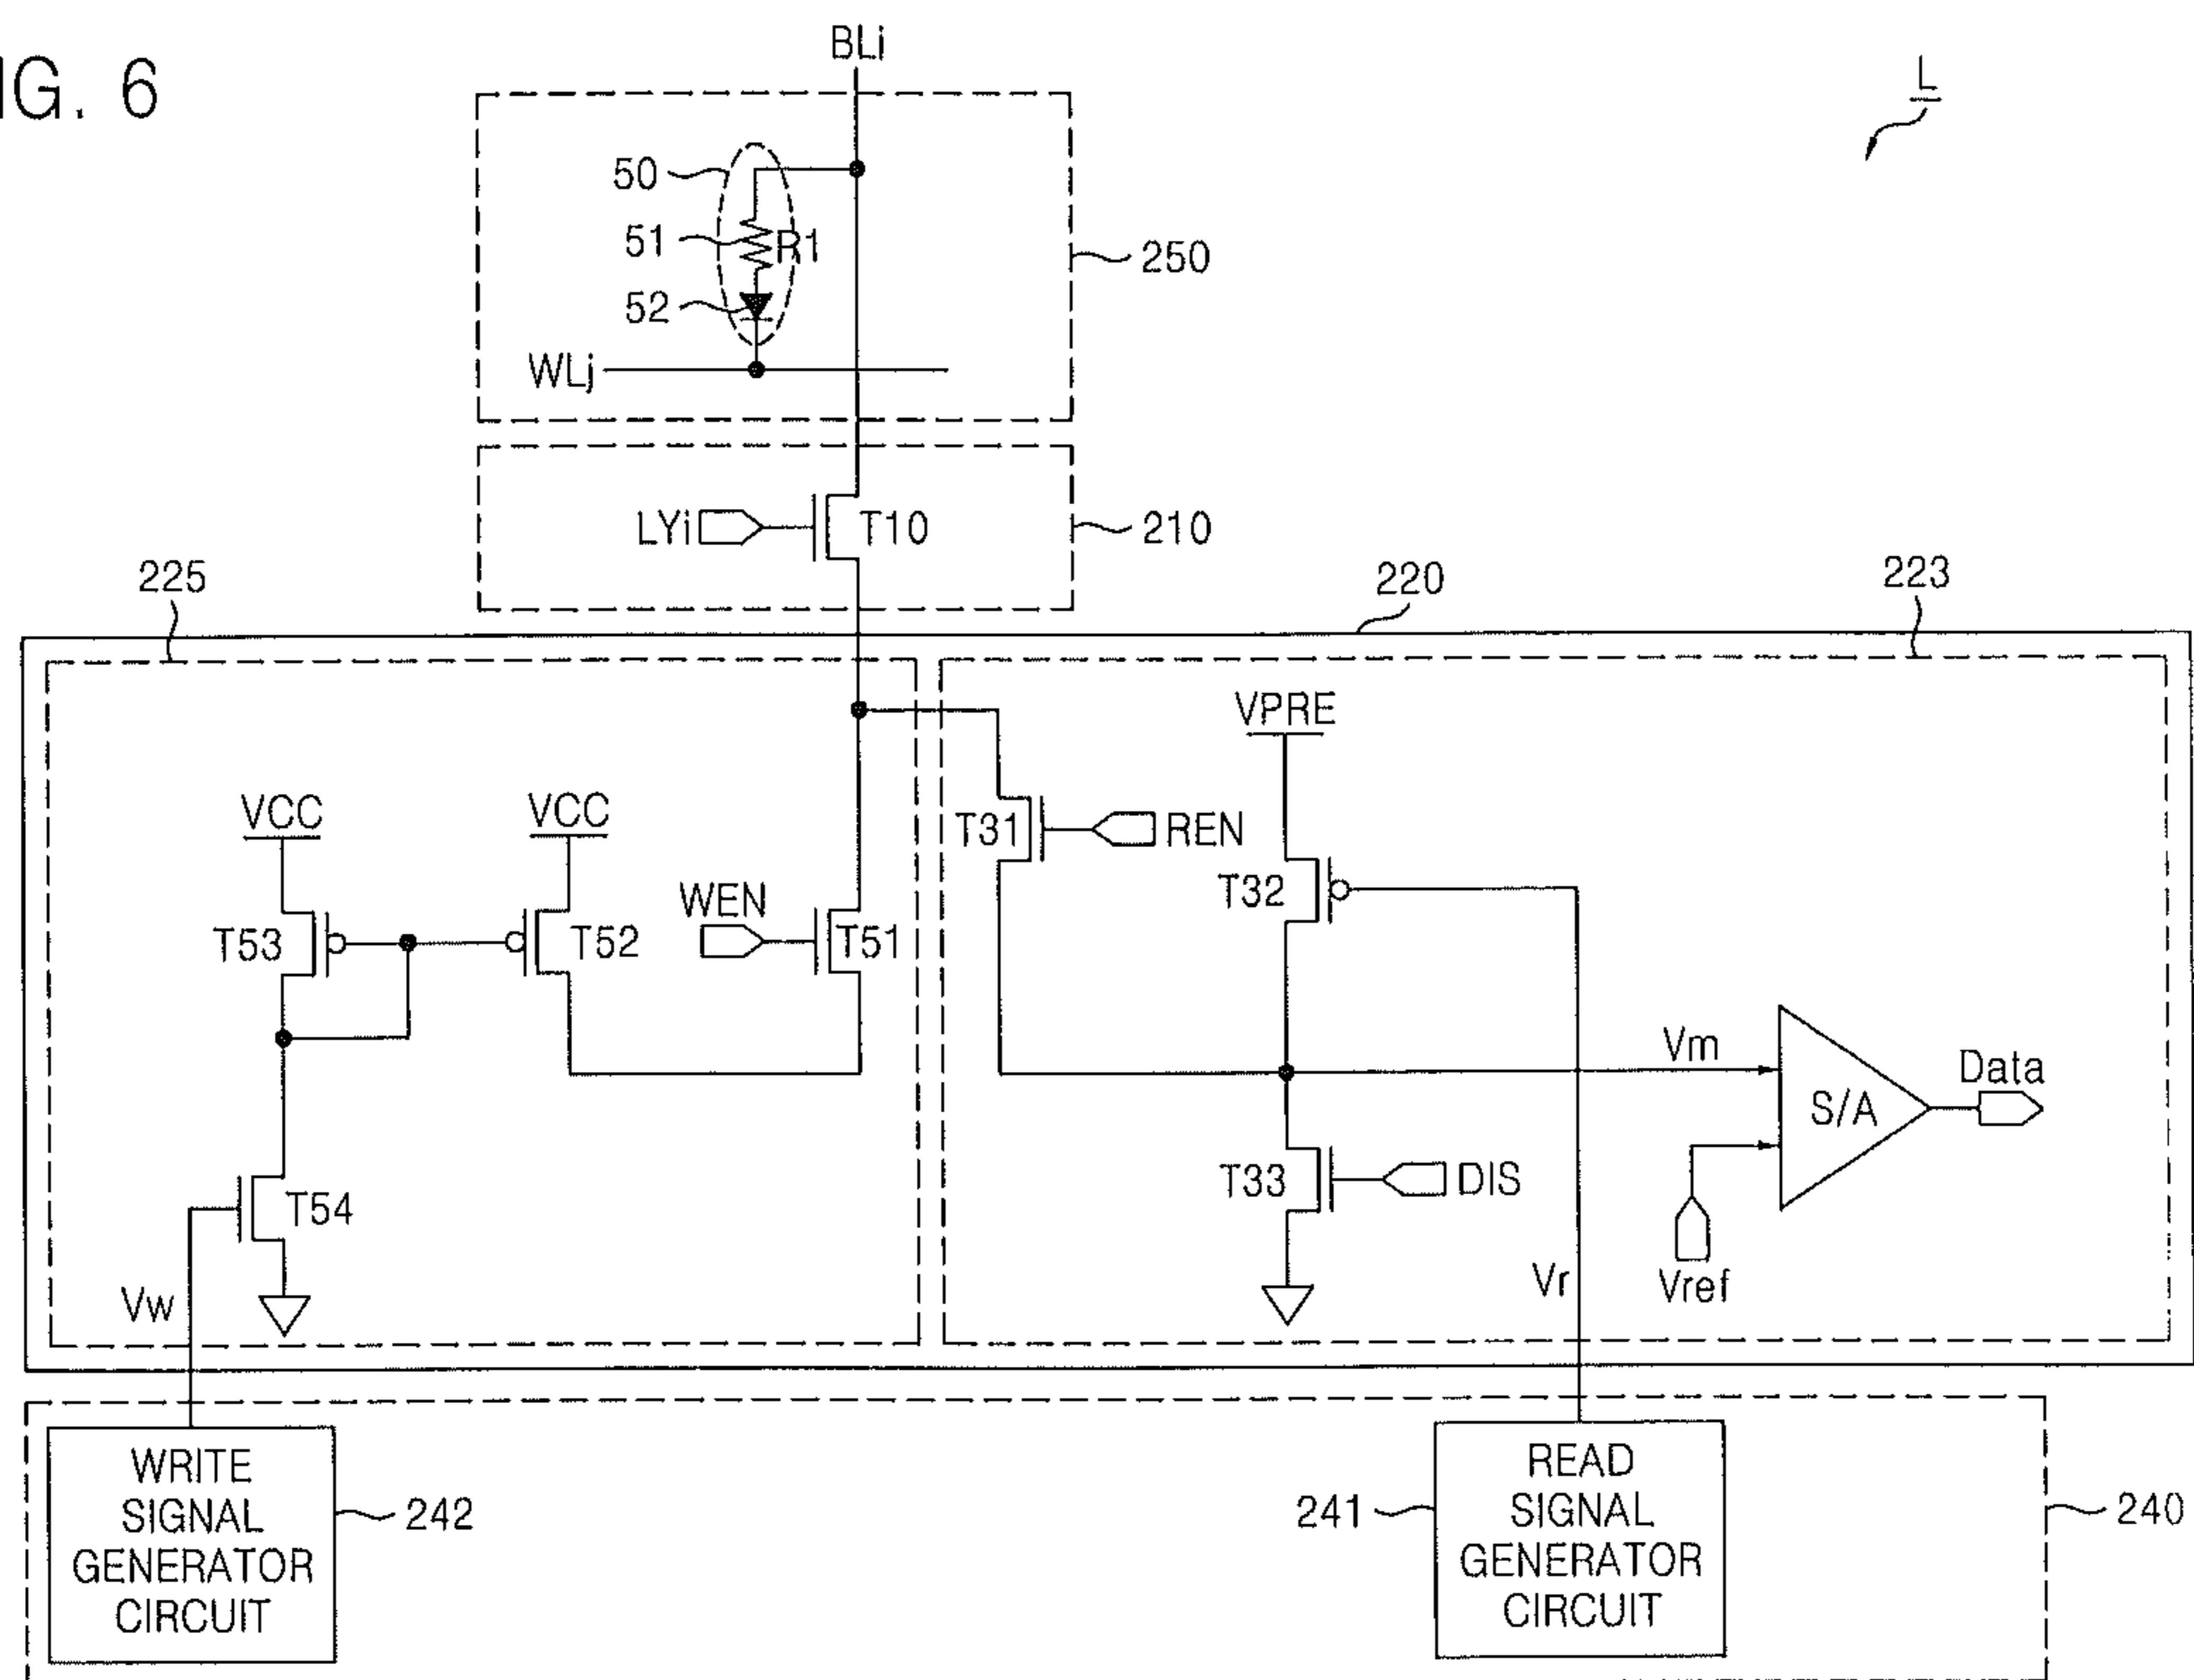 IG. 6
BLi
L
50
51
R1
52
250
WLj
LYi
T10
210
225
220
223
VPRE
VCC
VCC
T31
REN
WEN
T32
T53
T52
T51
Vm
Data
S/A
T33
DIS
T54
Vw
Vr
Vref
WRITE
SIGNAL
GENERATOR
CIRCUIT
242
241
READ
SIGNAL
GENERATOR
CIRCUIT
240